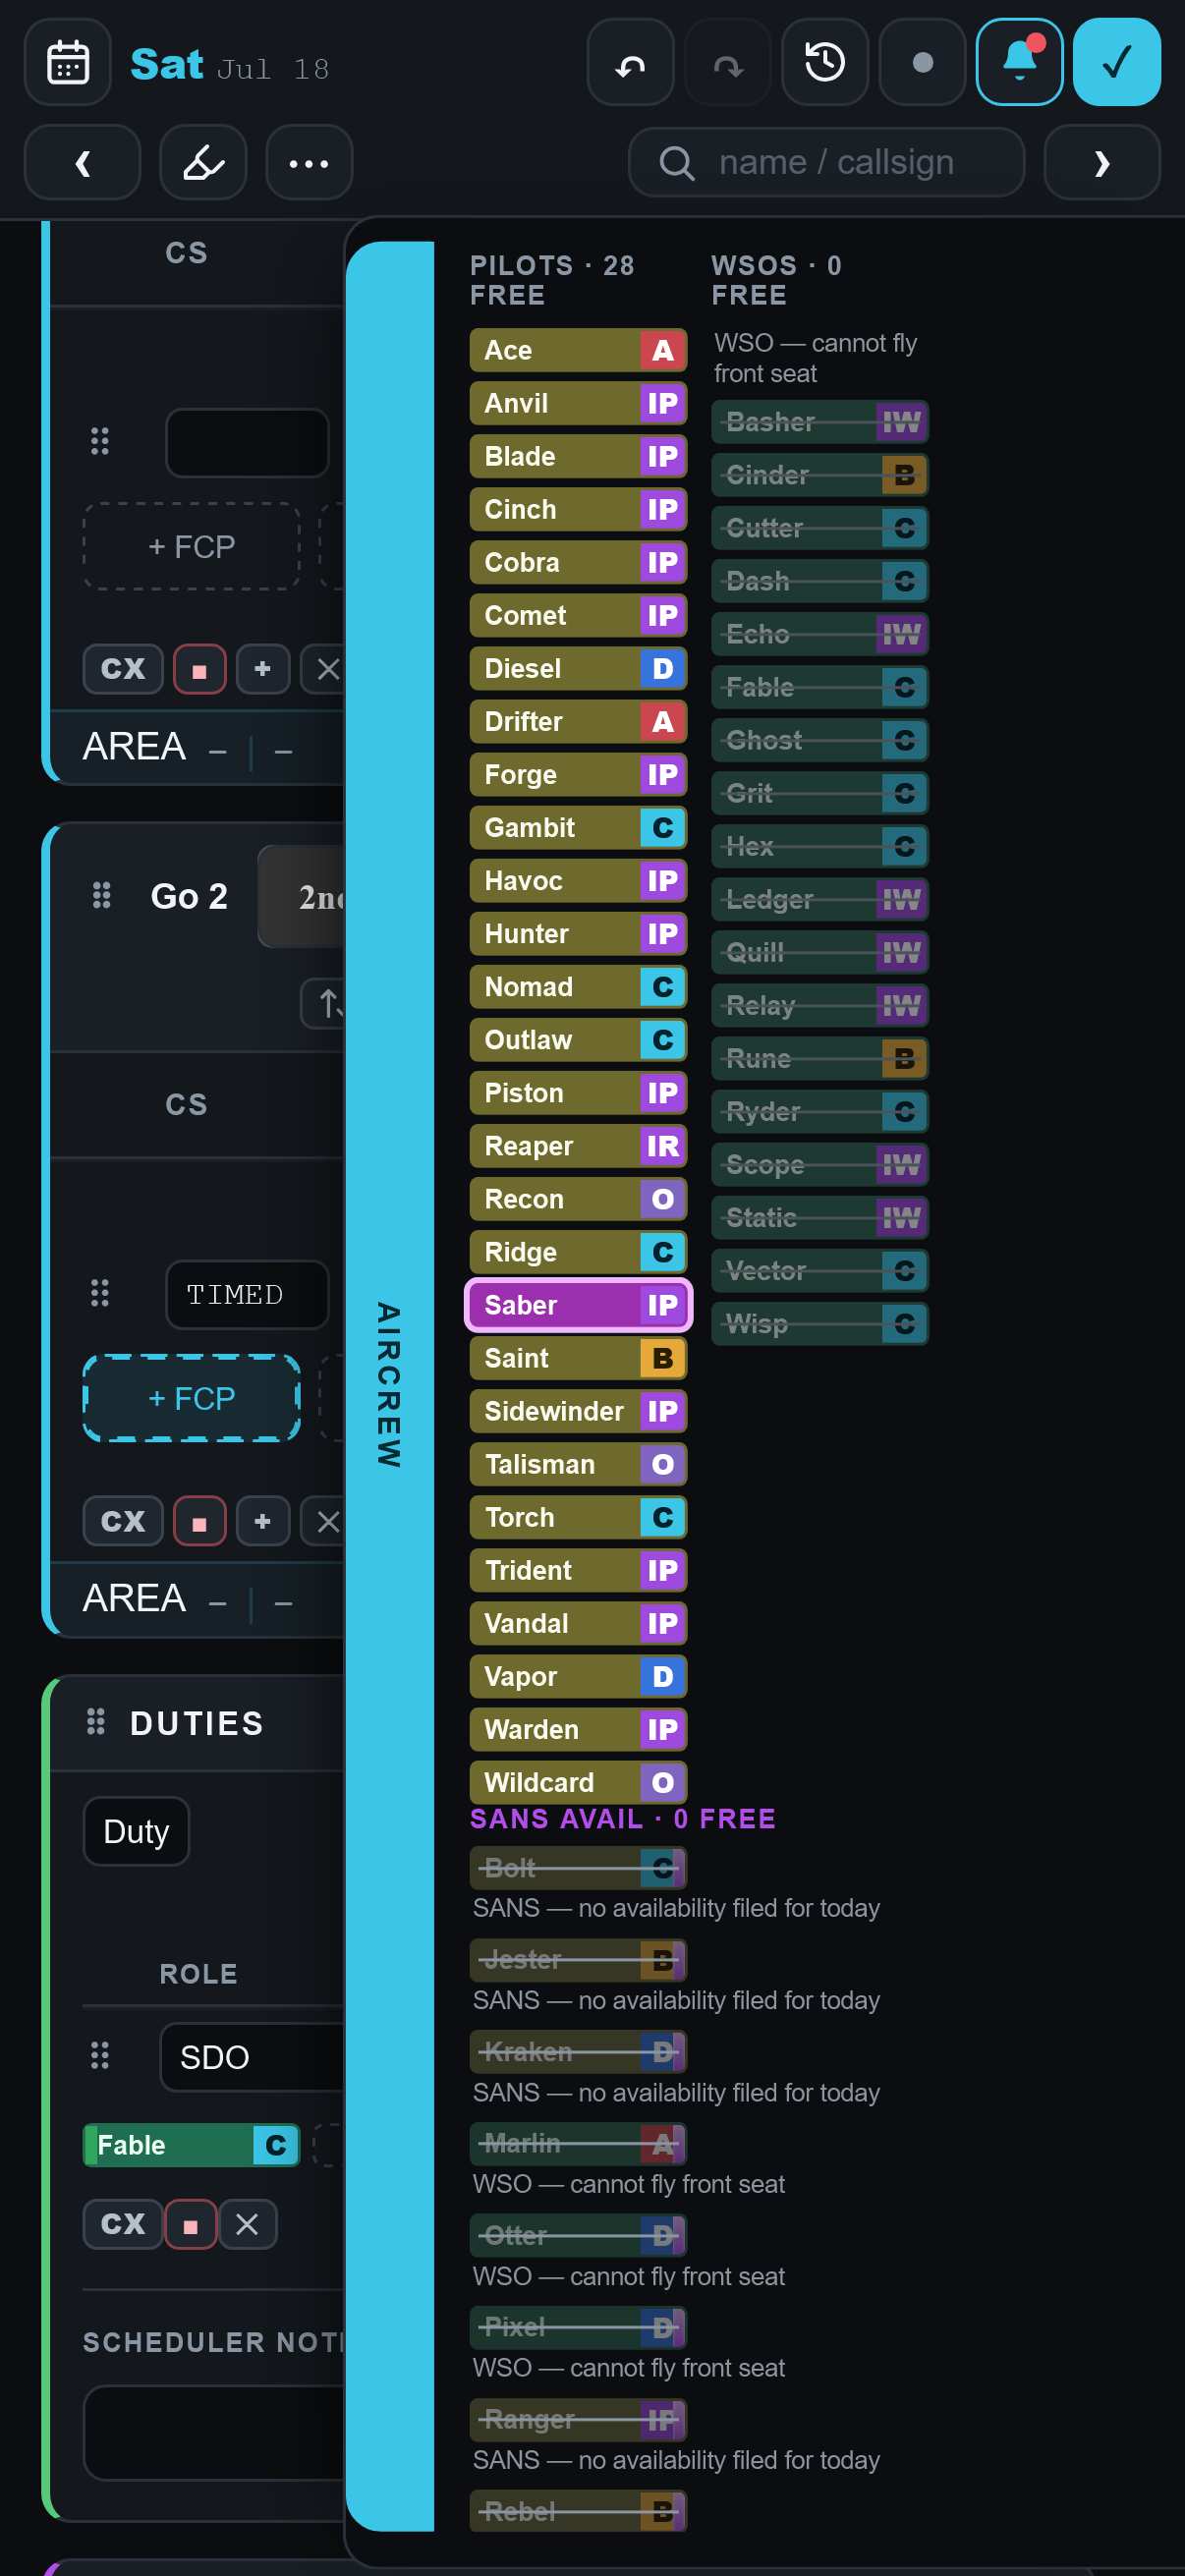 Sat Jul 18
name / callsign
CS
+ FCP
CX
AREA – | –
Go 2
CS
TIMED
+ FCP
CX
AREA – | –
DUTIES
Duty
ROLE
SDO
Fable C
CX
SCHEDULER
AIRCREW
PILOTS · 28
FREE
Ace A
Anvil IP
Blade IP
Cinch IP
Cobra IP
Comet IP
Diesel D
Drifter A
Forge IP
Gambit C
Havoc IP
Hunter IP
Nomad C
Outlaw C
Piston IP
Reaper IR
Recon O
Ridge C
Saber IP
Saint B
Sidewinder IP
Talisman O
Torch C
Trident IP
Vandal IP
Vapor D
Warden IP
Wildcard O
WSOS · 0
FREE
WSO — cannot fly
front seat
Basher IW
Cinder B
Cutter C
Dash C
Echo IW
Fable C
Ghost C
Grit C
Hex C
Ledger IW
Quill IW
Relay IW
Rune B
Ryder C
Scope IW
Static IW
Vector C
Wisp C
SANS AVAIL · 0 FREE
Bolt C
SANS — no availability filed for today
Jester B
SANS — no availability filed for today
Kraken D
SANS — no availability filed for today
Marlin A
WSO — cannot fly front seat
Otter D
WSO — cannot fly front seat
Pixel D
WSO — cannot fly front seat
Ranger IP
SANS — no availability filed for today
Rebel B